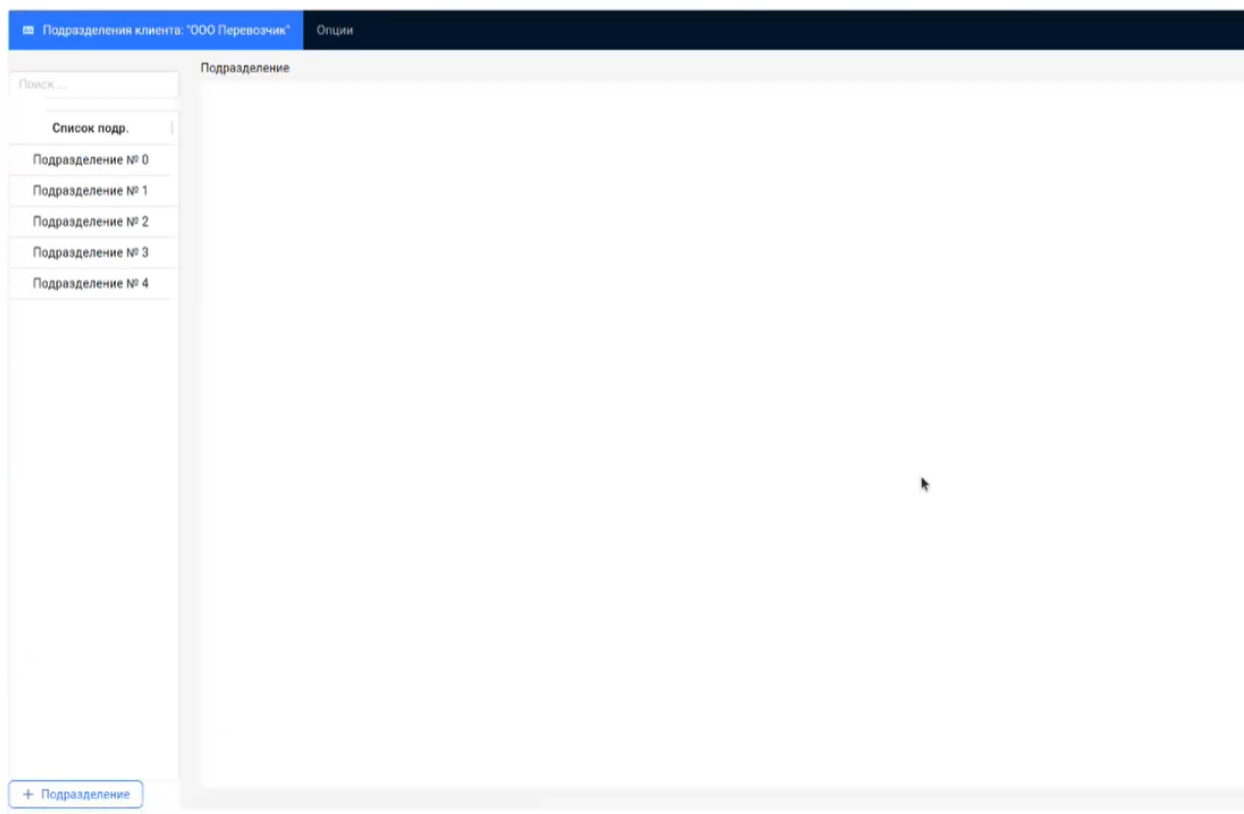 Подразделения клиента: "ООО Перевозчик" Опции
Поиск ...
Подразделение
Список подр.
Подразделение № 0
Подразделение № 1
Подразделение № 2
Подразделение № 3
Подразделение № 4
+ Подразделение